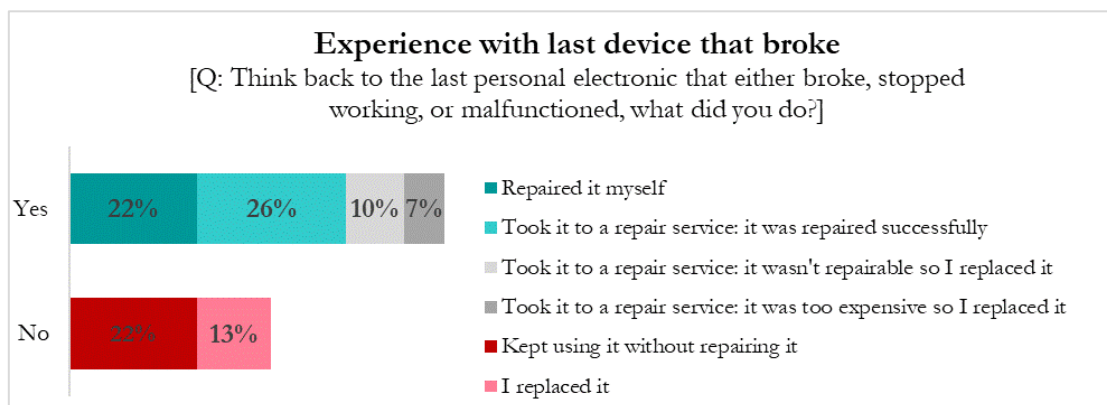 Experience with last device that broke
[Q: Think back to the last personal electronic that either broke, stopped
working, or malfunctioned, what did you do?]
Yes
22%
26%
10%
7%
No
22%
13%
Repaired it myself
Took it to a repair service: it was repaired successfully
Took it to a repair service: it wasn't repairable so I replaced it
Took it to a repair service: it was too expensive so I replaced it
Kept using it without repairing it
I replaced it